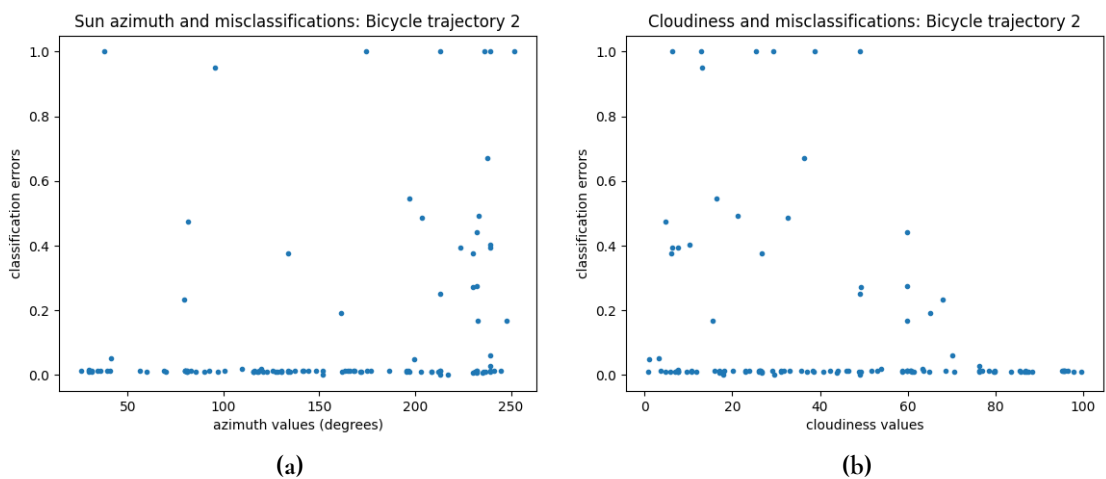 Sun azimuth and misclassifications: Bicycle trajectory 2
classification errors
1.0
0.8
0.6
0.4
0.2
0.0
50 100 150 200 250
azimuth values (degrees)
(a)
Cloudiness and misclassifications: Bicycle trajectory 2
classification errors
1.0
0.8
0.6
0.4
0.2
0.0
0 20 40 60 80 100
cloudiness values
(b)